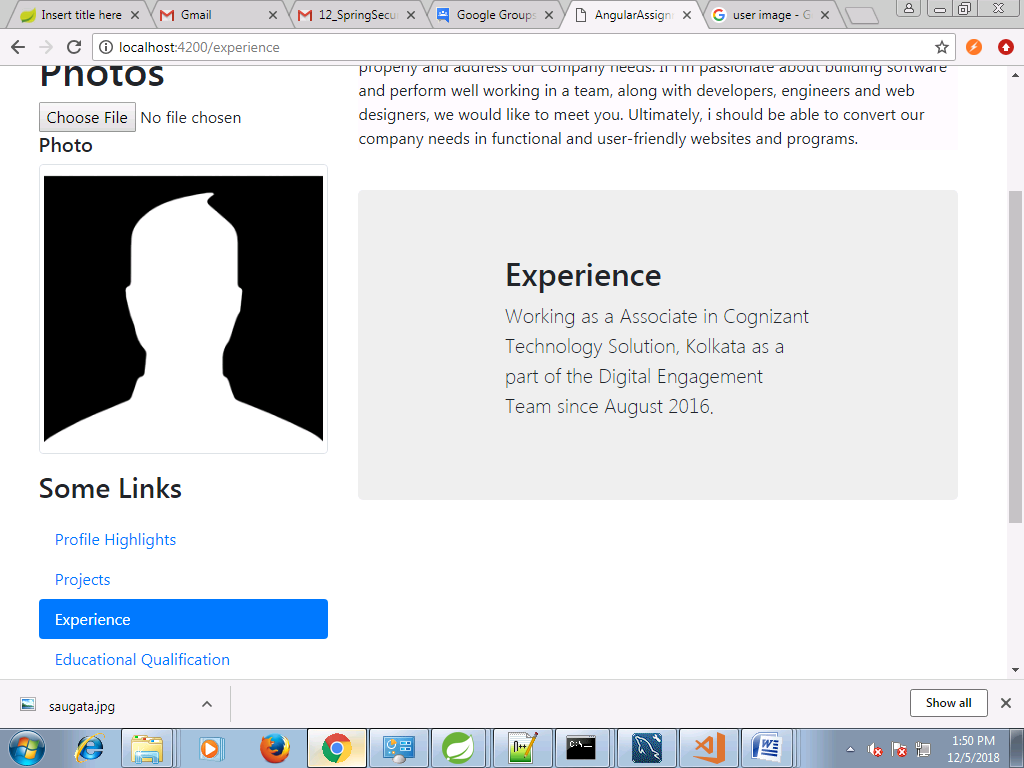 Insert title here
Gmail
12_SpringSecu
Google Groups
AngularAssign
user image - G
localhost:4200/experience
Photos
Choose File No file chosen
Photo
Some Links
Profile Highlights
Projects
Experience
Educational Qualification
properly and address our company needs. If I'm passionate about building software
and perform well working in a team, along with developers, engineers and web
designers, we would like to meet you. Ultimately, i should be able to convert our
company needs in functional and user-friendly websites and programs.
Experience
Working as a Associate in Cognizant
Technology Solution, Kolkata as a
part of the Digital Engagement
Team since August 2016.
saugata.jpg
Show all
1:50 PM
12/5/2018